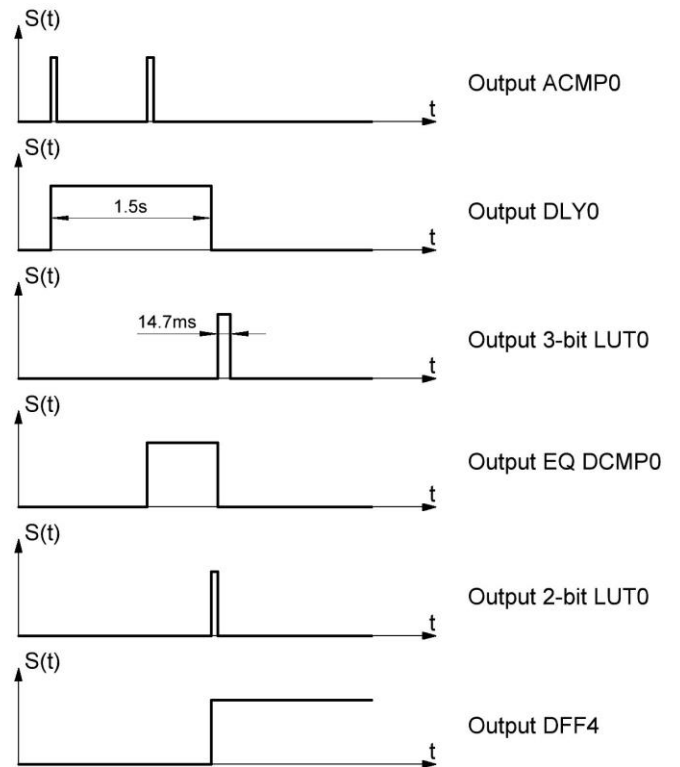 S(t)
t
Output ACMP0
S(t)
1.5s
t
Output DLY0
S(t)
14.7ms
t
Output 3-bit LUT0
S(t)
t
Output EQ DCMP0
S(t)
t
Output 2-bit LUT0
S(t)
t
Output DFF4